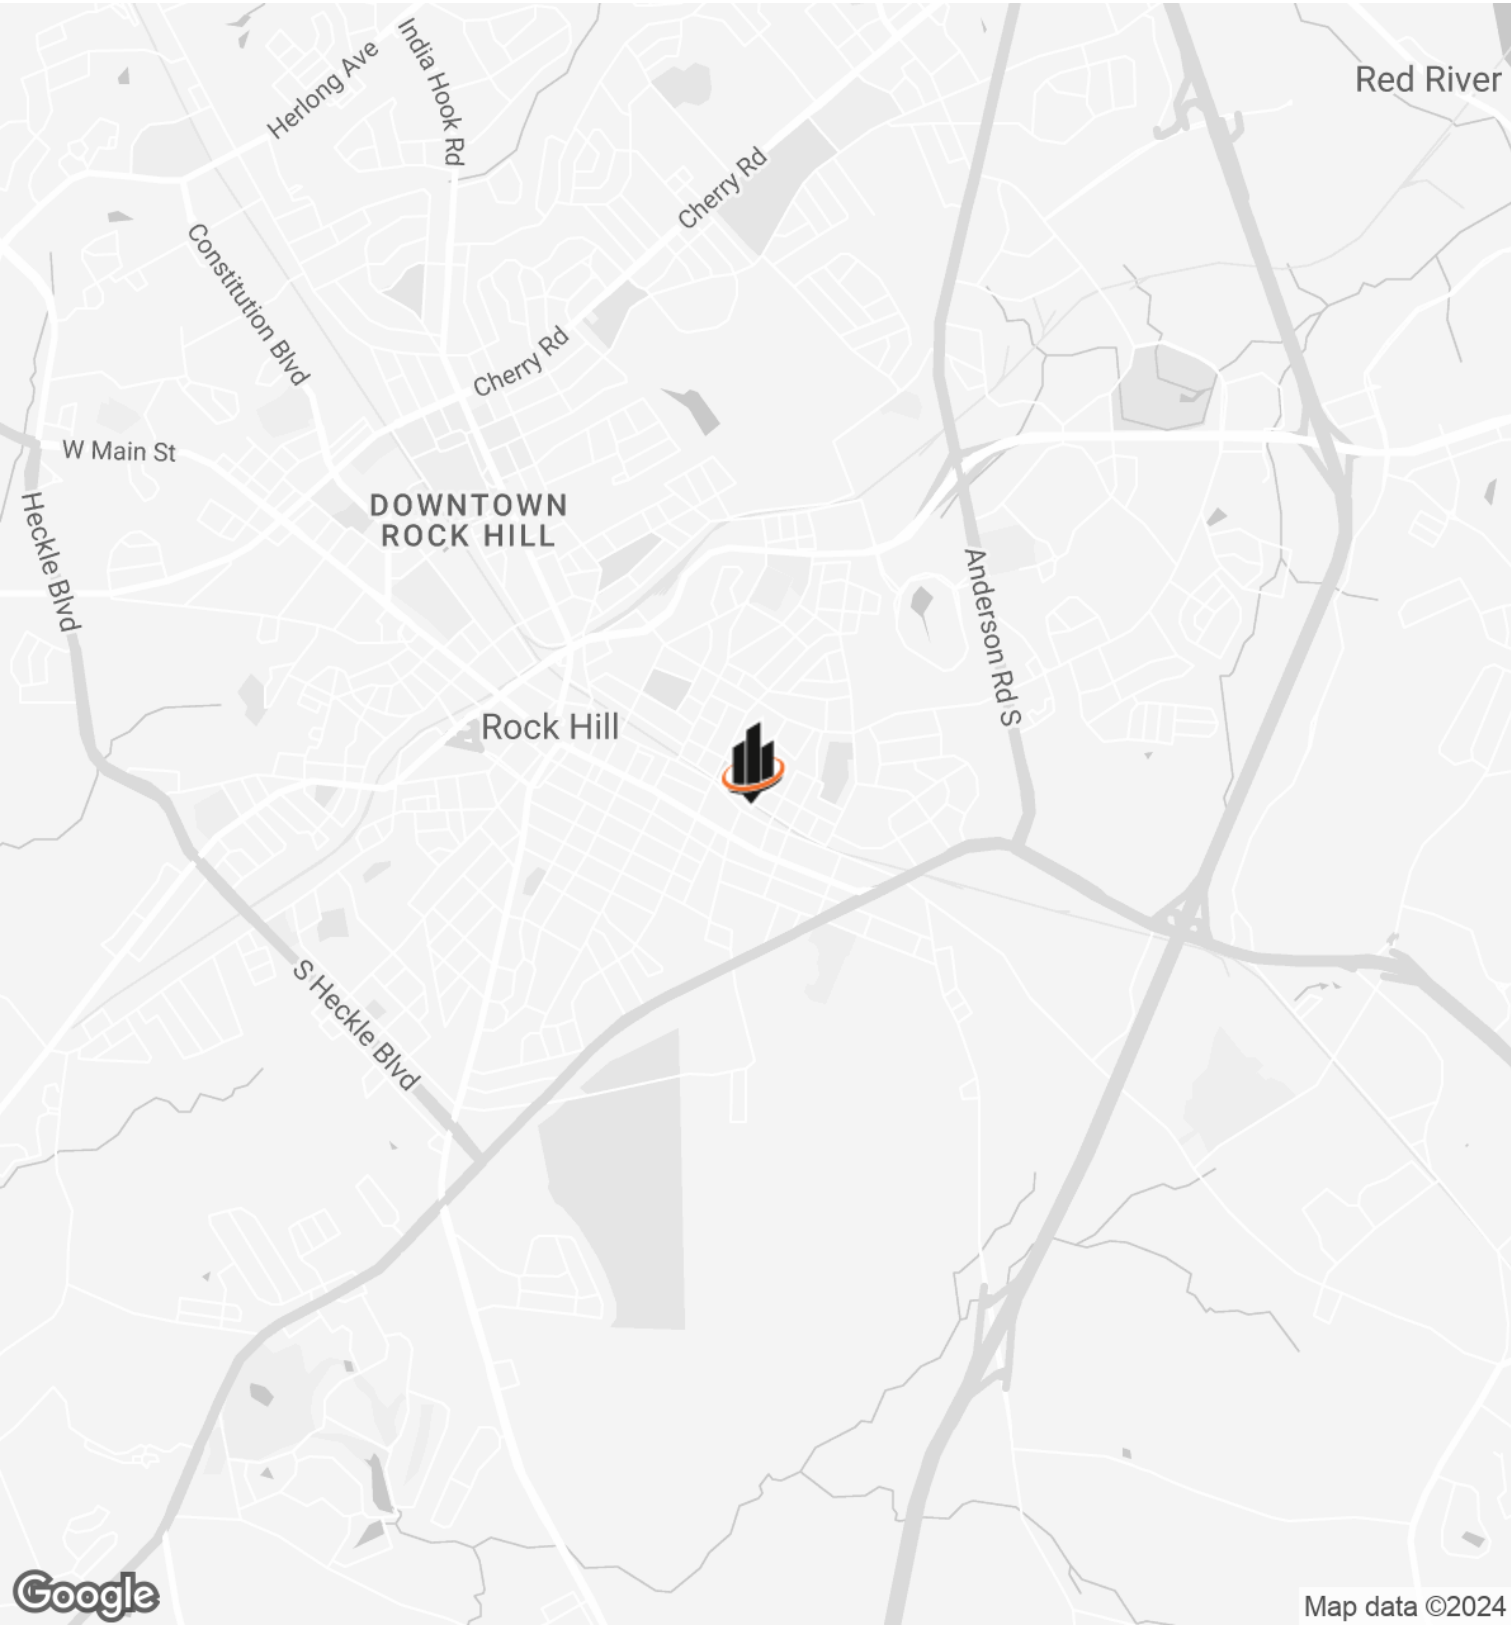 Red River
Herlong Ave
India Hook Rd
Cherry Rd
Constitution Blvd
Cherry Rd
W Main St
DOWNTOWN
ROCK HILL
Heckle Blvd
Anderson Rd S
Rock Hill
S Heckle Blvd
Google
Map data ©2024